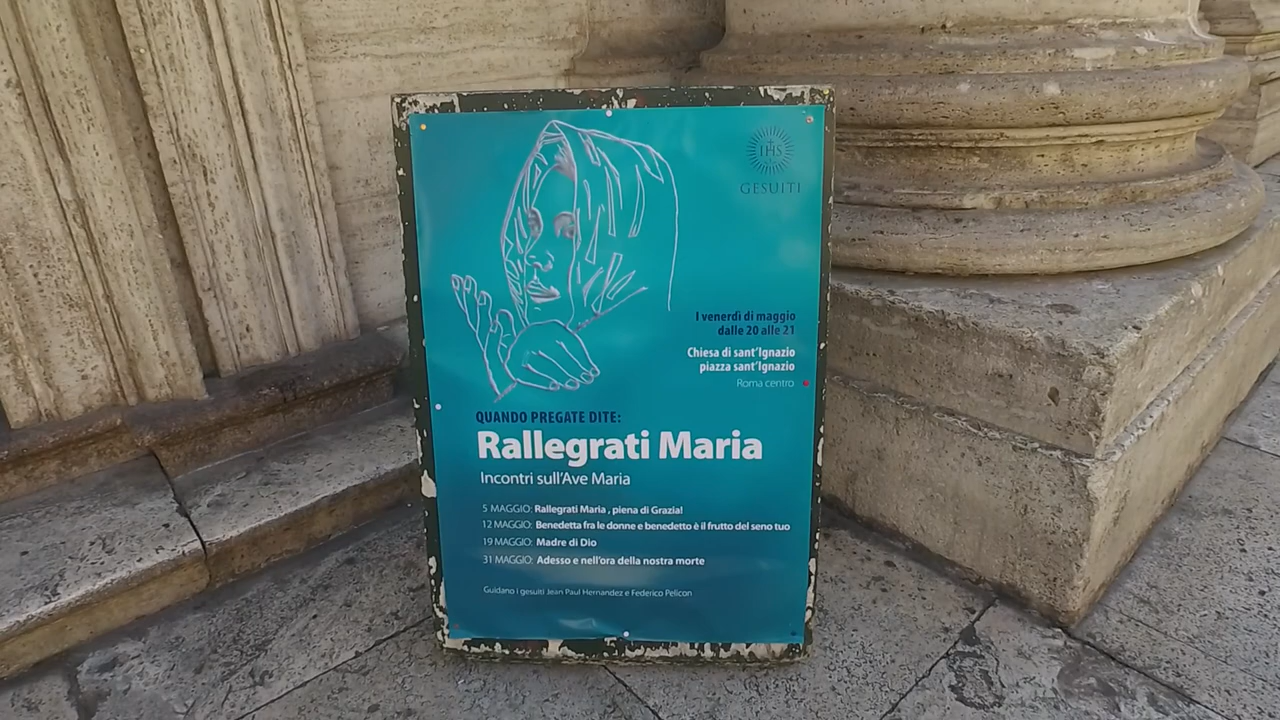 IHS
GESUITI
I venerdì di maggio
dalle 20 alle 21
Chiesa di sant'Ignazio
piazza sant'Ignazio
Roma centro
QUANDO PREGATE DITE:
Rallegrati Maria
Incontri sull'Ave Maria
5 MAGGIO: Rallegrati Maria , piena di Grazia!
12 MAGGIO: Benedetta fra le donne e benedetto è il frutto del seno tuo
19 MAGGIO: Madre di Dio
31 MAGGIO: Adesso e nell'ora della nostra morte
Guidano i gesuiti Jean Paul Hernandez e Federico Pelicon